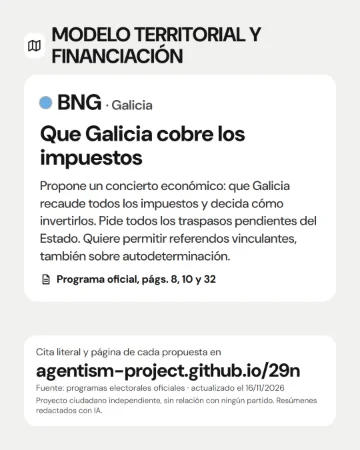 MODELO TERRITORIAL Y
FINANCIACIÓN
BNG · Galicia
Que Galicia cobre los
impuestos
Propone un concierto económico: que Galicia
recaude todos los impuestos y decida cómo
invertirlos. Pide todos los traspasos pendientes del
Estado. Quiere permitir referendos vinculantes,
también sobre autodeterminación.
Programa oficial, págs. 8, 10 y 32
Cita literal y página de cada propuesta en
agentism-project.github.io/29n
Fuente: programas electorales oficiales · actualizado el 16/11/2026
Proyecto ciudadano independiente, sin relación con ningún partido. Resúmenes
redactados con IA.